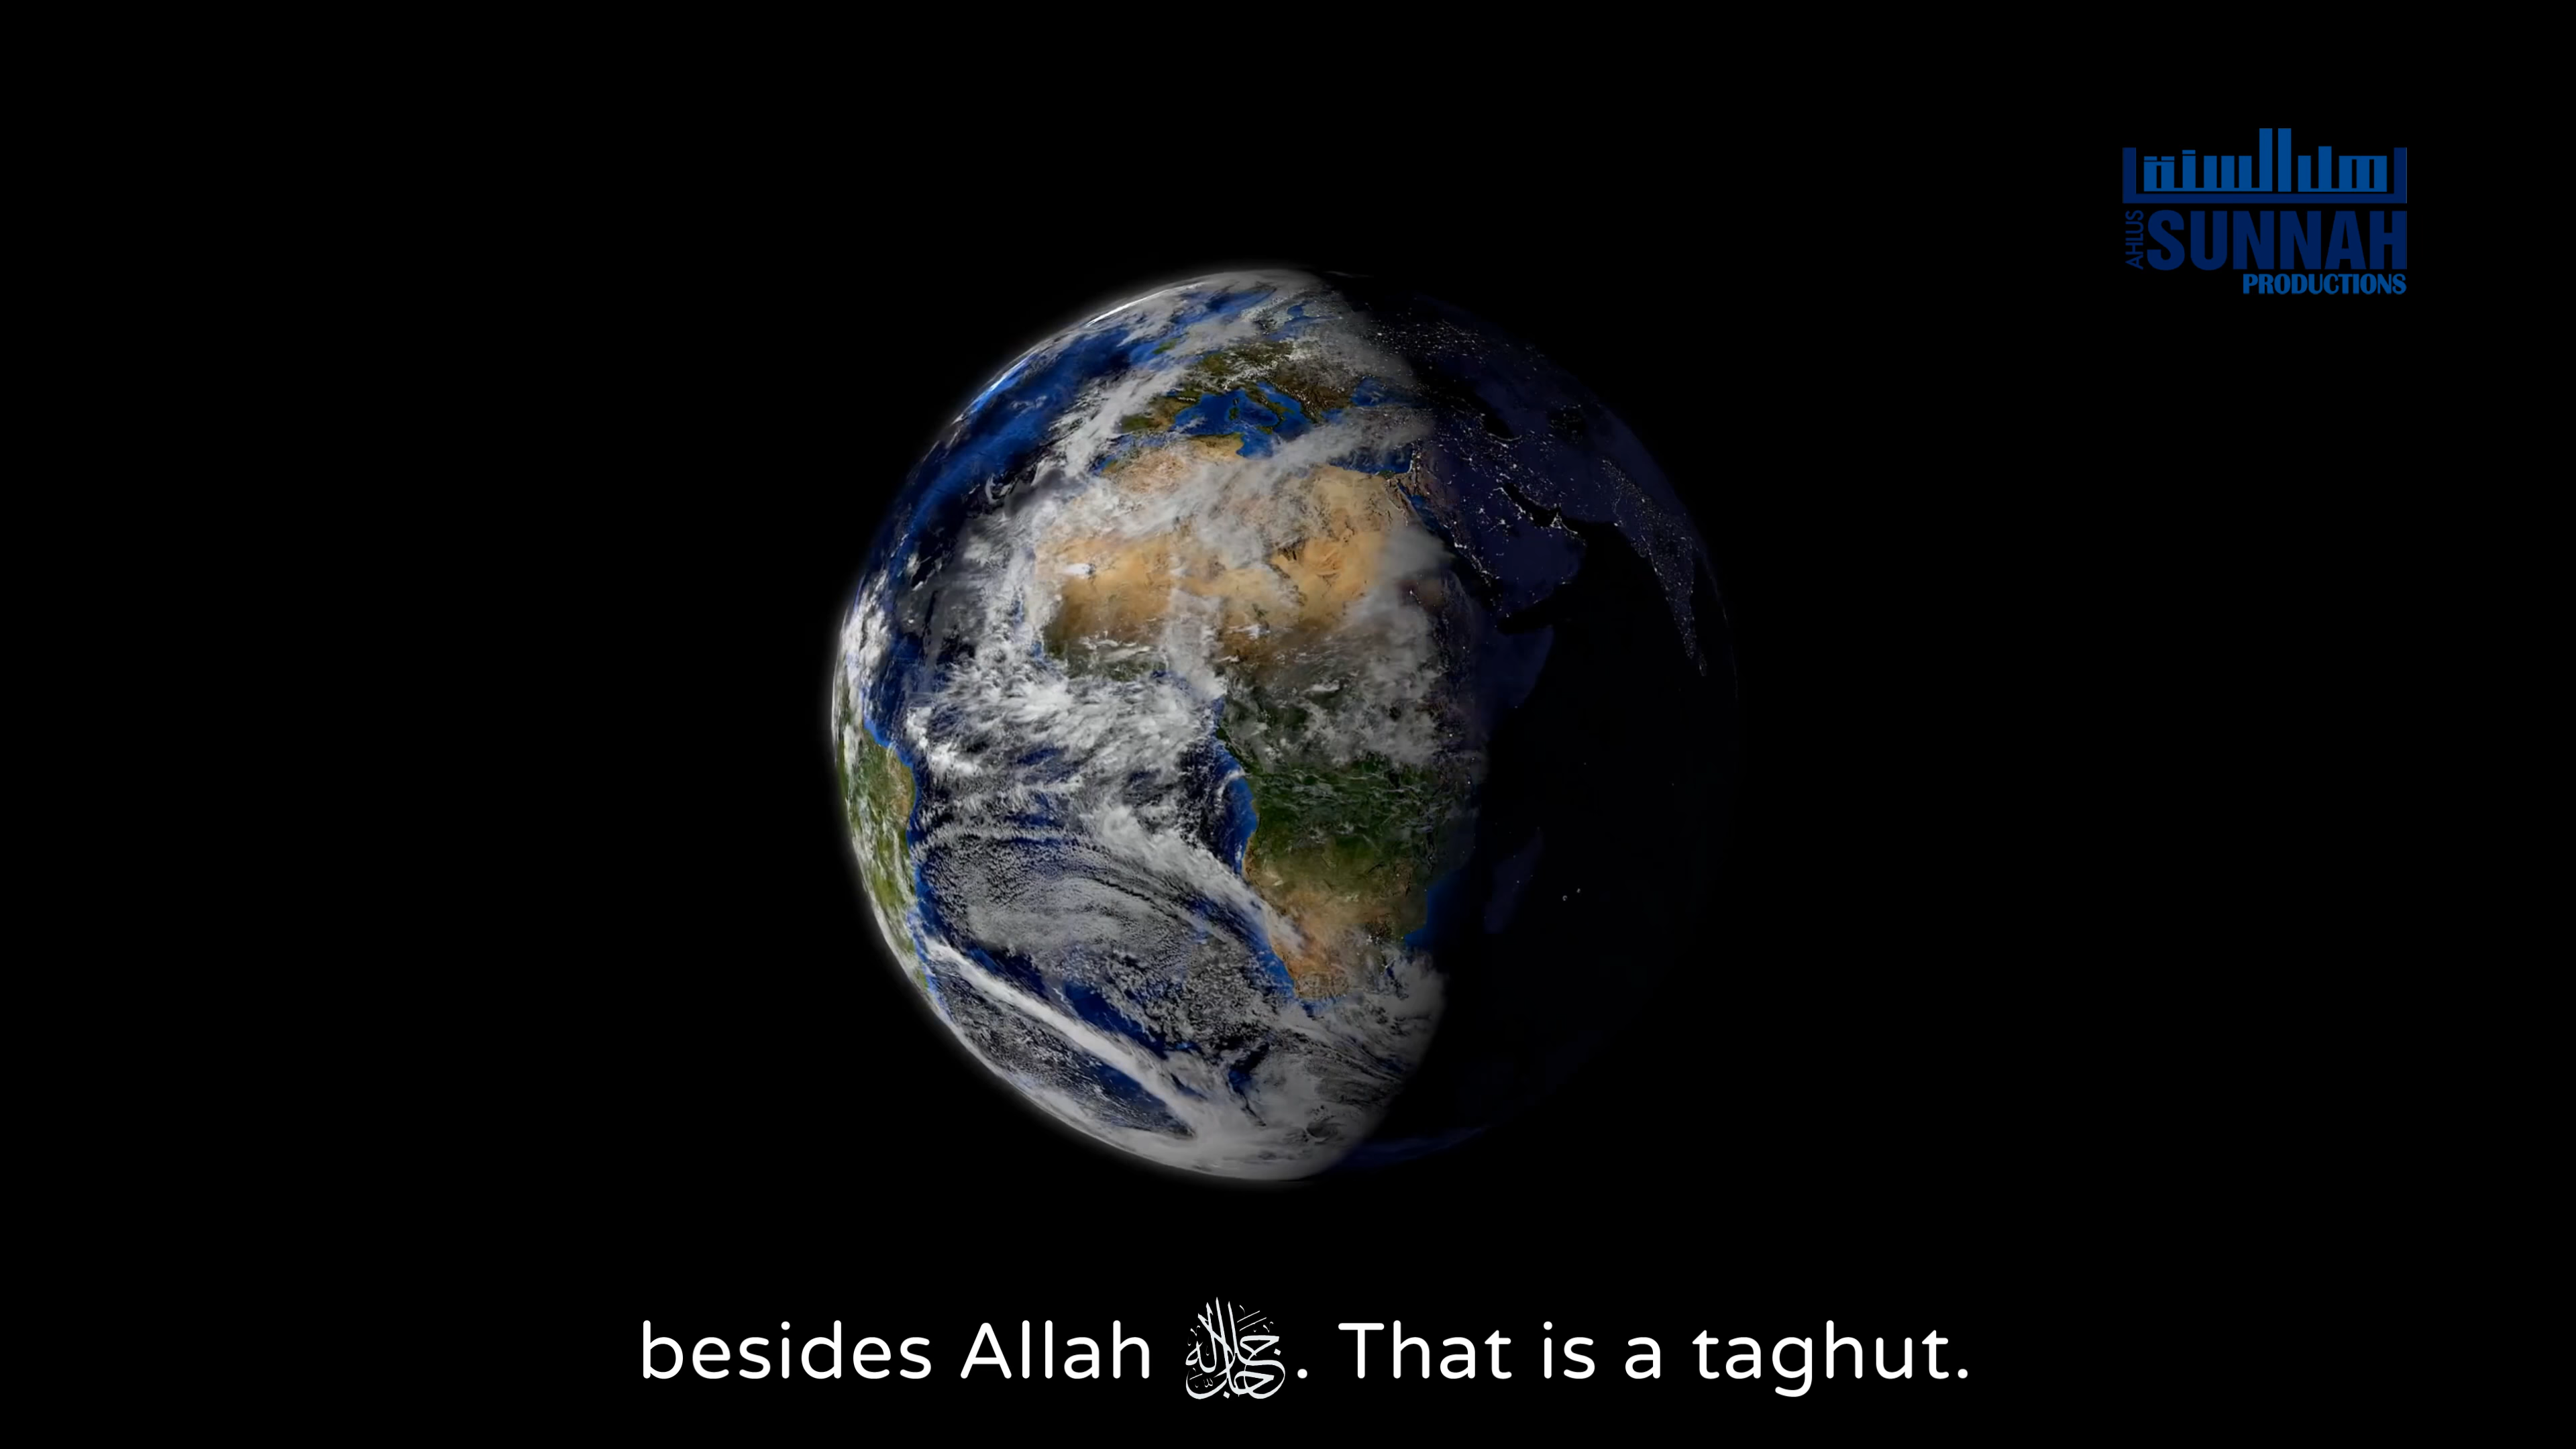 اهل السنة
AHLUS
SUNNAH
PRODUCTIONS
besides Allah ﷻ. That is a taghut.